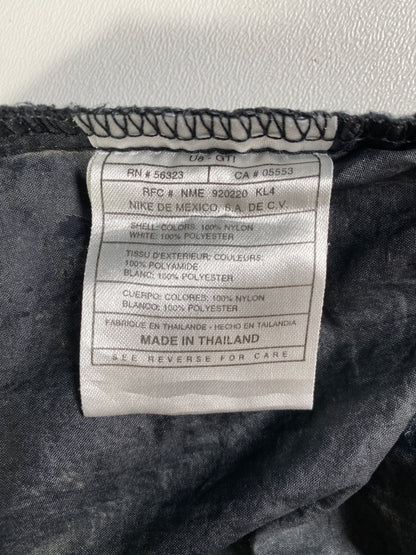 RN # 56323 CA # 05553
RFC # NME 920220 KL4
NIKE DE MEXICO, S.A. DE C.V.
SHELL: COLORS: 100% NYLON
WHITE: 100% POLYESTER
TISSU D'EXTERIEUR: COULEURS:
100% POLYAMIDE
BLANC: 100% POLYESTER
CUERPO: COLORES: 100% NYLON
BLANCO: 100% POLYESTER
FABRIQUE EN THAILANDE - HECHO EN TAILANDIA
MADE IN THAILAND
SEE REVERSE FOR CARE